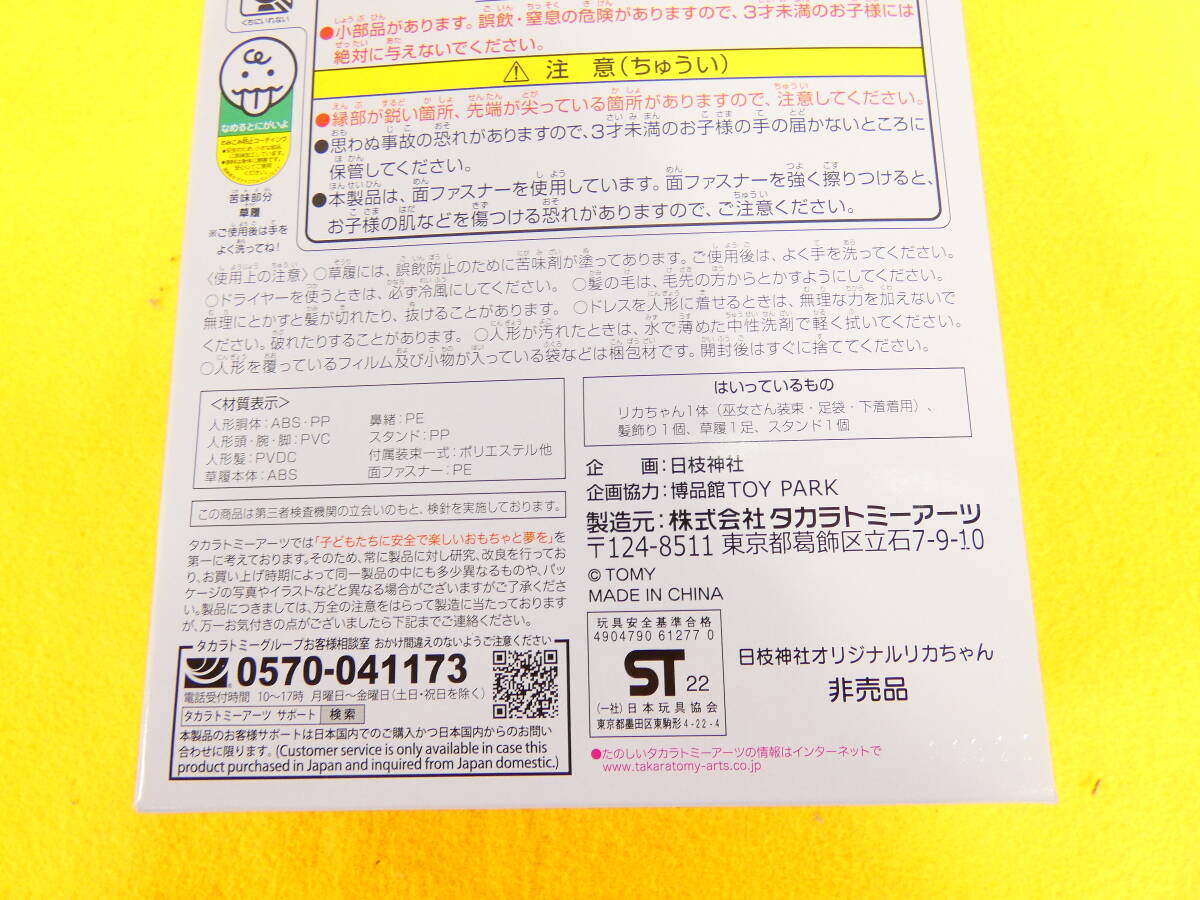 くちにいれない
●小部品があります。誤飲・窒息の危険がありますので、3才未満のお子様には
絶対に与えないでください。
⚠ 注 意(ちゅうい)
●縁部が鋭い箇所、先端が尖っている箇所がありますので、注意してください。
●思わぬ事故の恐れがありますので、3才未満のお子様の手の届かないところに
保管してください。
●本製品は、面ファスナーを使用しています。面ファスナーを強く擦りつけると、
お子様の肌などを傷つける恐れがありますので、ご注意ください。
なめるとにがいよ
のみこみ防止コーティング
苦味部分
草履
※ご使用後は手を
よく洗ってね!
〈使用上の注意〉○草履には、誤飲防止のために苦味剤が塗ってあります。ご使用後は、よく手を洗ってください。
○ドライヤーを使うときは、必ず冷風にしてください。 ○髪の毛は、毛先の方からとかすようにしてください。
無理にとかすと髪が切れたり、抜けることがあります。 ○ドレスを人形に着せるときは、無理な力を加えないで
ください。破れたりすることがあります。 ○人形が汚れたときは、水で薄めた中性洗剤で軽く拭いてください。
○人形を覆っているフィルム及び小物が入っている袋などは梱包材です。開封後はすぐに捨ててください。
<材質表示>
人形胴体:ABS・PP
人形頭・腕・脚:PVC
人形髪:PVDC
草履本体:ABS
鼻緒:PE
スタンド:PP
付属装束一式:ポリエステル他
面ファスナー:PE
この商品は第三者検査機関の立会いのもと、検針を実施しております。
タカラトミーアーツでは「子どもたちに安全で楽しいおもちゃと夢を」を
第一に考えております。そのため、常に製品に対し研究、改良を行ってお
り、お買い上げ時期によって同一製品の中にも多少異なるものや、パッ
ケージの写真やイラストなどと異なる場合がございますがご了承くださ
い。製品につきましては、万全の注意をはらって製造に当たっております
が、万一お気付きの点がございましたら下記までご連絡ください。
タカラトミーグループお客様相談室 おかけ間違えのないようご注意ください
0570-041173
電話受付時間 10〜17時 月曜日〜金曜日(土日・祝日を除く)
タカラトミーアーツ サポート 検索
本製品のお客様サポートは日本国内でのご購入かつ日本国内からのお問い
合わせに限ります。(Customer service is only available in case this
product purchased in Japan and inquired from Japan domestic.)
はいっているもの
リカちゃん1体(巫女さん装束・足袋・下着着用)、
髪飾り1個、草履1足、スタンド1個
企 画:日枝神社
企画協力:博品館TOY PARK
製造元:株式会社タカラトミーアーツ
〒124-8511 東京都葛飾区立石7-9-10
© TOMY
MADE IN CHINA
玩具安全基準合格
4904790 61277 0
ST 22
(一社)日本玩具協会
東京都墨田区東駒形4-22-4
日枝神社オリジナルリカちゃん
非売品
●たのしいタカラトミーアーツの情報はインターネットで
www.takaratomy-arts.co.jp